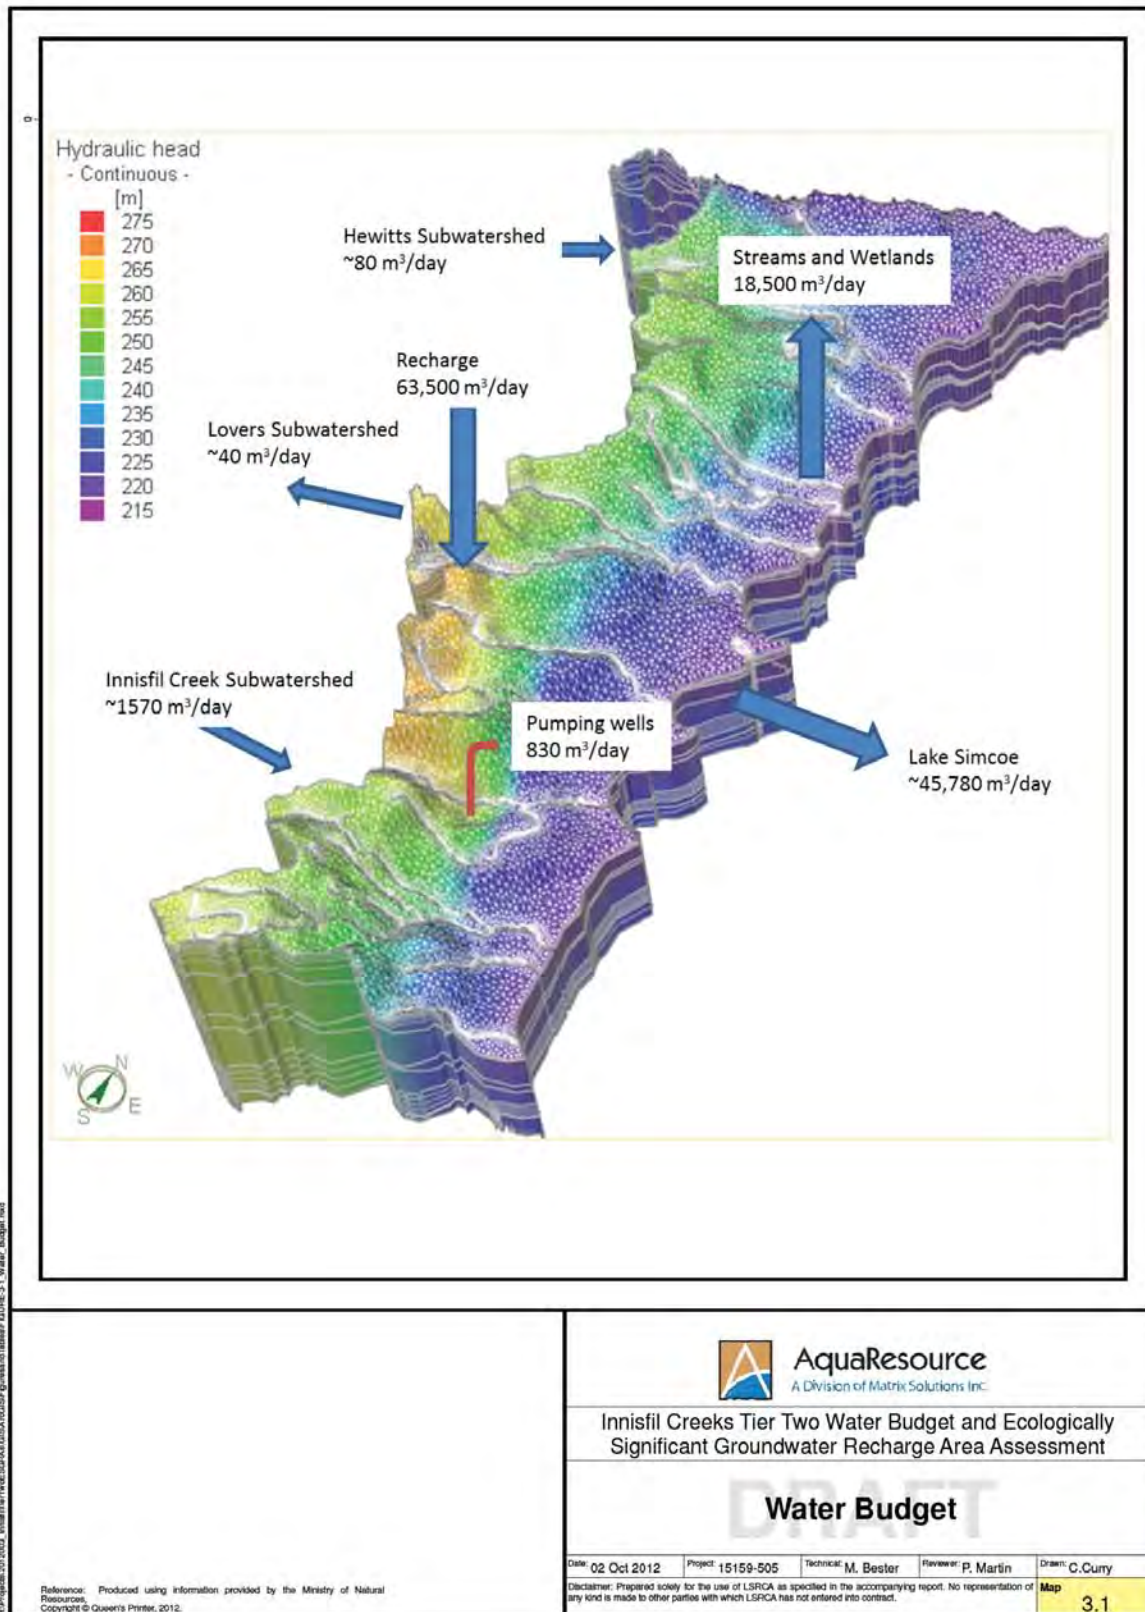 Hydraulic head
- Continuous -
[m]
275
270
265
260
255
250
245
240
235
230
225
220
215
Hewitts Subwatershed
~80 m³/day
Streams and Wetlands
18,500 m³/day
Recharge
63,500 m³/day
Lovers Subwatershed
~40 m³/day
Innisfil Creek Subwatershed
~1570 m³/day
Pumping wells
830 m³/day
Lake Simcoe
~45,780 m³/day
W N
S E
AquaResource
A Division of Matrix Solutions Inc.
Innisfil Creeks Tier Two Water Budget and Ecologically
Significant Groundwater Recharge Area Assessment
DRAFT
Water Budget
Date: 02 Oct 2012 Project: 15159-505 Technical: M. Bester Reviewer: P. Martin Drawn: C.Curry
Disclaimer: Prepared solely for the use of LSRCA as specified in the accompanying report. No representation of
any kind is made to other parties with which LSRCA has not entered into contract.
Map
3.1
Reference: Produced using information provided by the Ministry of Natural
Resources,
Copyright © Queen's Printer, 2012.